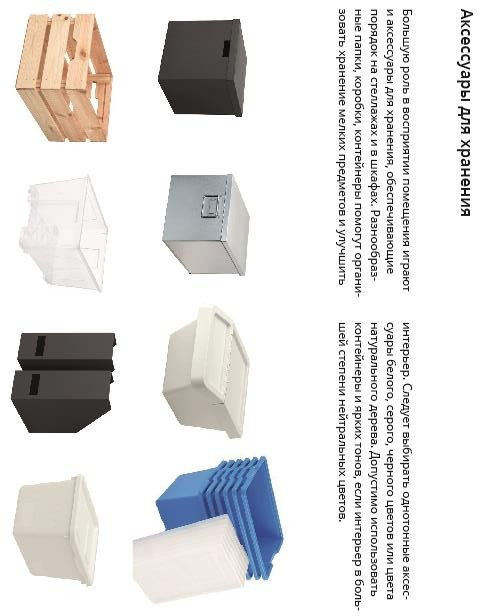 Аксессуары для хранения
Большую роль в восприятии помещения играют
и аксессуары для хранения, обеспечивающие
порядок на стеллажах и в шкафах. Разнообраз-
ные папки, коробки, контейнеры помогут органи-
зовать хранение мелких предметов и улучшить
интерьер. Следует выбирать однотонные аксес-
суары белого, серого, черного цветов или цвета
натурального дерева. Допустимо использовать
контейнеры и ярких тонов, если интерьер в боль-
шей степени нейтральных цветов.